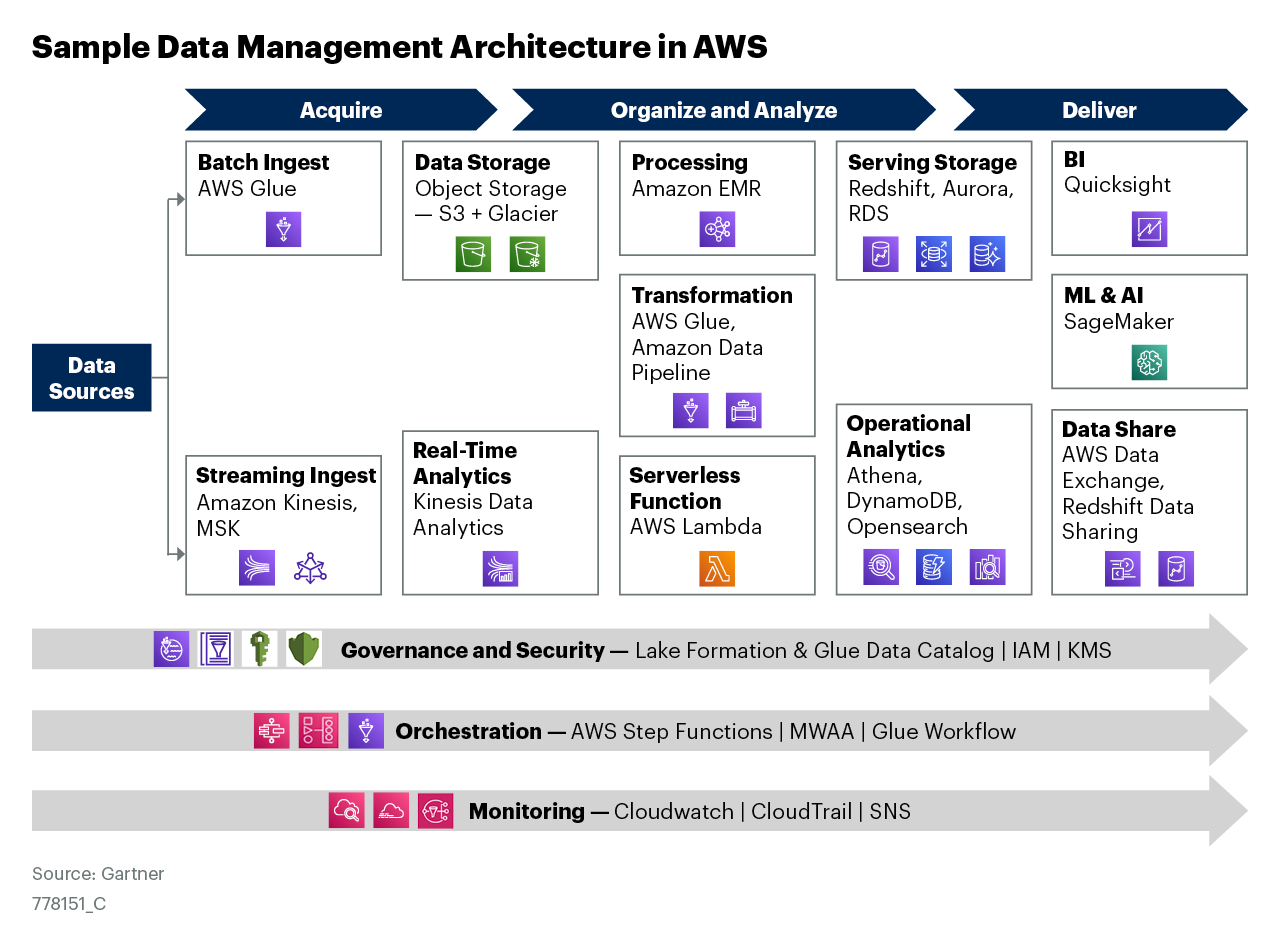 Sample Data Management Architecture in AWS
Acquire
Organize and Analyze
Deliver
Data
Sources
Batch Ingest
AWS Glue
Streaming Ingest
Amazon Kinesis,
MSK
Data Storage
Object Storage
— S3 + Glacier
Real-Time
Analytics
Kinesis Data
Analytics
Processing
Amazon EMR
Transformation
AWS Glue,
Amazon Data
Pipeline
Serverless
Function
AWS Lambda
Serving Storage
Redshift, Aurora,
RDS
Operational
Analytics
Athena,
DynamoDB,
Opensearch
BI
Quicksight
ML & AI
SageMaker
Data Share
AWS Data
Exchange,
Redshift Data
Sharing
Governance and Security — Lake Formation & Glue Data Catalog | IAM | KMS
Orchestration — AWS Step Functions | MWAA | Glue Workflow
Monitoring — Cloudwatch | CloudTrail | SNS
Source: Gartner
778151_C